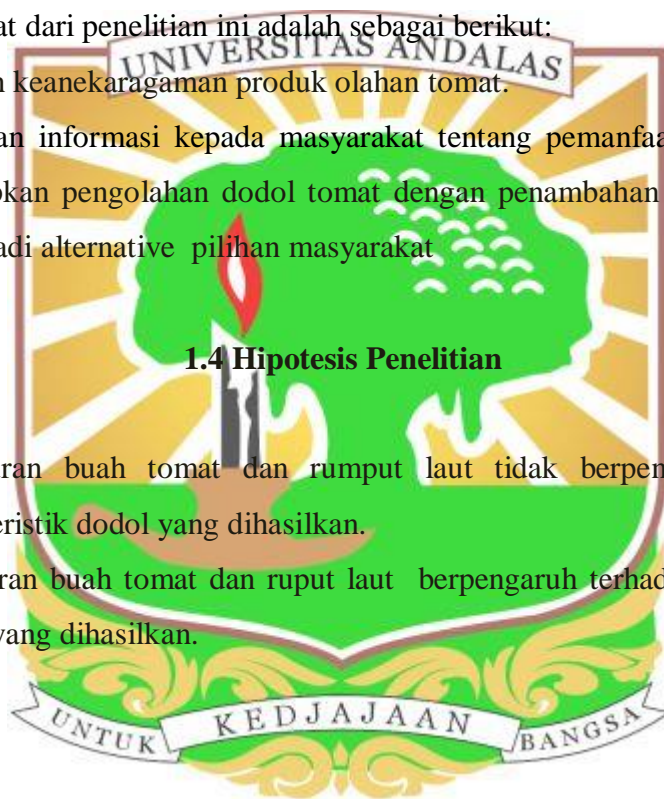 at dari penelitian ini adalah sebagai berikut:
UNIVERSITAS ANDALAS
keanekaragaman produk olahan tomat.
an informasi kepada masyarakat tentang pemanfaa
kan pengolahan dodol tomat dengan penambahan
adi alternative pilihan masyarakat
1.4 Hipotesis Penelitian
ran buah tomat dan rumput laut tidak berpen
eristik dodol yang dihasilkan.
ran buah tomat dan ruput laut berpengaruh terhad
yang dihasilkan.
UNTUK KEDJAJAAN BANGSA